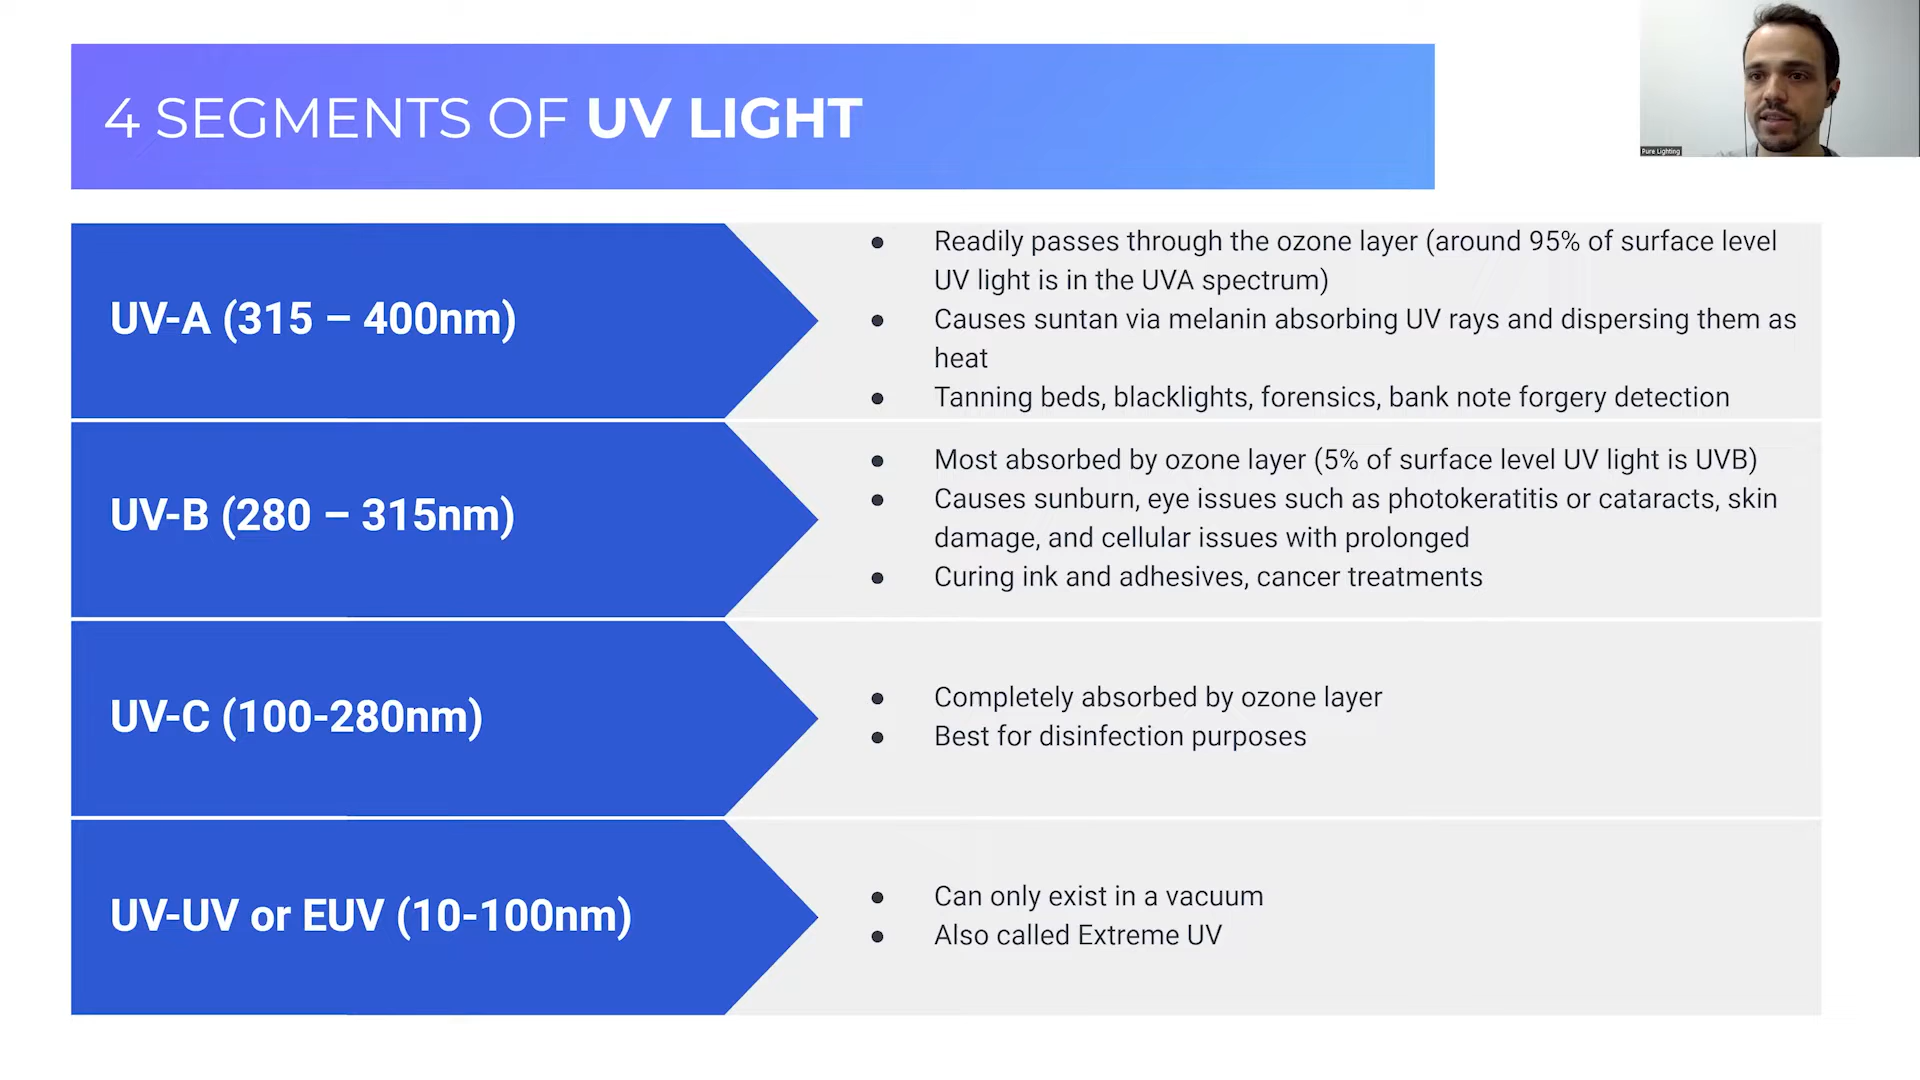 4 SEGMENTS OF UV LIGHT
Pure Lighting
UV-A (315 – 400nm)
● Readily passes through the ozone layer (around 95% of surface level
UV light is in the UVA spectrum)
● Causes suntan via melanin absorbing UV rays and dispersing them as
heat
● Tanning beds, blacklights, forensics, bank note forgery detection
UV-B (280 – 315nm)
● Most absorbed by ozone layer (5% of surface level UV light is UVB)
● Causes sunburn, eye issues such as photokeratitis or cataracts, skin
damage, and cellular issues with prolonged
● Curing ink and adhesives, cancer treatments
UV-C (100-280nm)
● Completely absorbed by ozone layer
● Best for disinfection purposes
UV-UV or EUV (10-100nm)
● Can only exist in a vacuum
● Also called Extreme UV